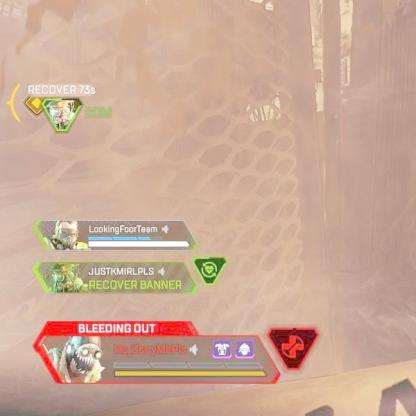 RECOVER 73s
LookingFoorTeam
JUSTKMIRLPLS
RECOVER BANNER
BLEEDING OUT